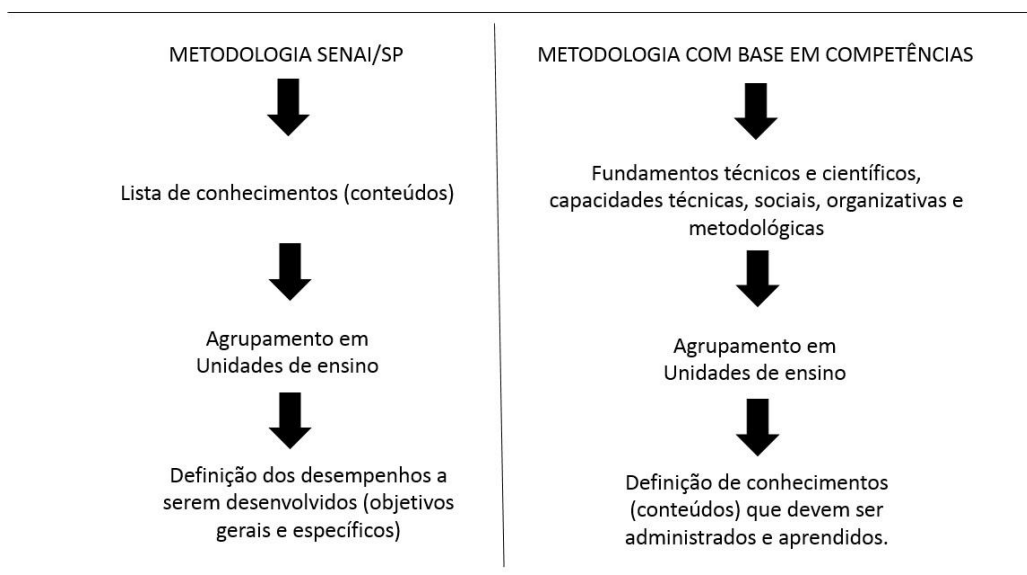 METODOLOGIA SENAI/SP
Lista de conhecimentos (conteúdos)
Agrupamento em
Unidades de ensino
Definição dos desempenhos a
serem desenvolvidos (objetivos
gerais e específicos)
METODOLOGIA COM BASE EM COMPETÊNCIAS
Fundamentos técnicos e científicos,
capacidades técnicas, sociais, organizativas e
metodológicas
Agrupamento em
Unidades de ensino
Definição de conhecimentos
(conteúdos) que devem ser
administrados e aprendidos.